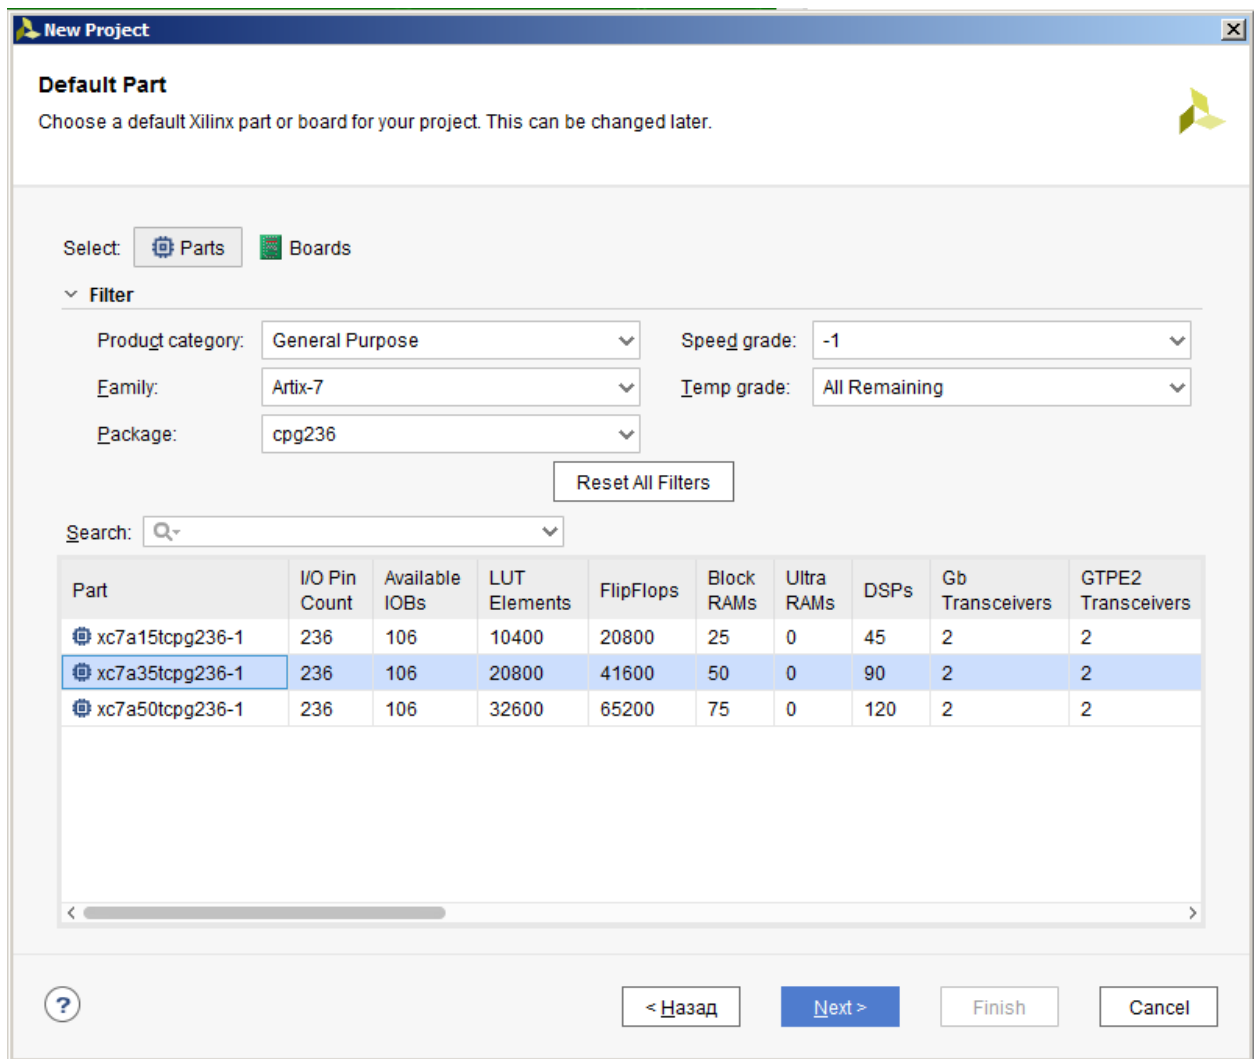 New Project
Default Part
Choose a default Xilinx part or board for your project. This can be changed later.
Select: Parts Boards
Filter
Product category: General Purpose Speed grade: -1
Family: Artix-7 Temp grade: All Remaining
Package: cpg236
Reset All Filters
Search:
Part I/O Pin Count Available IOBs LUT Elements FlipFlops Block RAMs Ultra RAMs DSPs Gb Transceivers GTPE2 Transceivers
xc7a15tcpg236-1 236 106 10400 20800 25 0 45 2 2
xc7a35tcpg236-1 236 106 20800 41600 50 0 90 2 2
xc7a50tcpg236-1 236 106 32600 65200 75 0 120 2 2
? < Назад Next > Finish Cancel